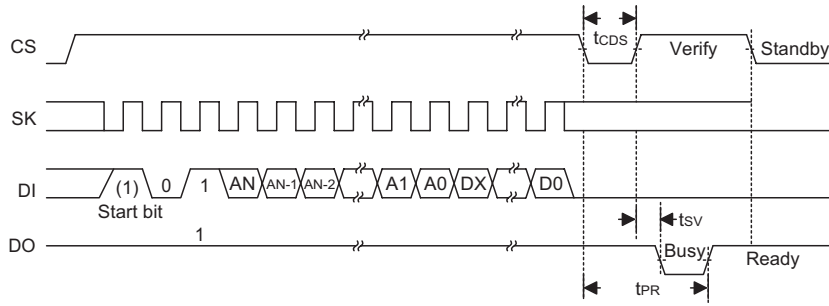 CS tCDS Verify Standby
SK
DI (1) 0 1 AN AN-1 AN-2 A1 A0 DX D0
Start bit
tSV
DO 1 Busy Ready
tPR